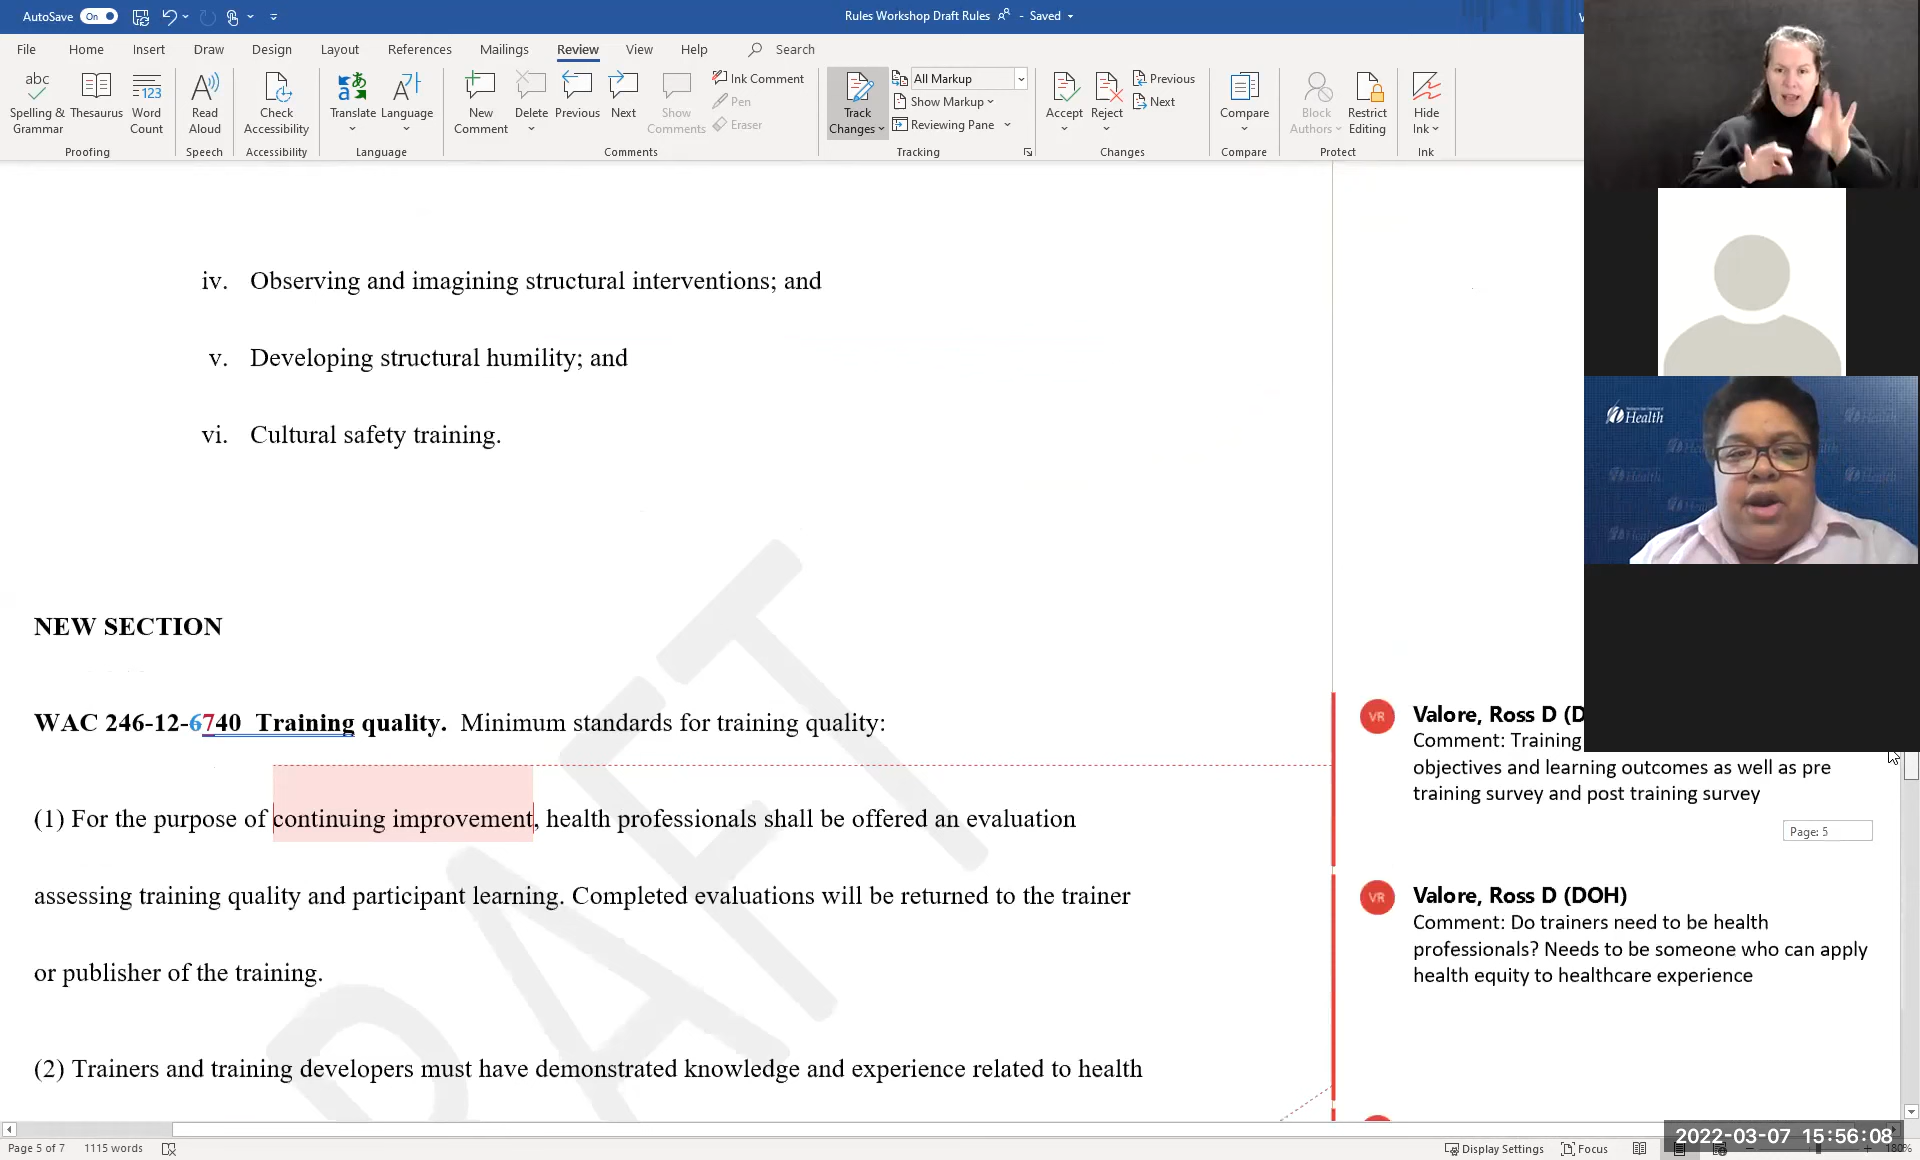 AutoSave On Rules Workshop Draft Rules - Saved
File Home Insert Draw Design Layout References Mailings Review View Help Search
abc 123
Spelling & Grammar Thesaurus Word Count Read Aloud Check Accessibility Translate Language New Comment Delete Previous Next Show Comments
Ink Comment
Pen
Eraser
Track Changes
All Markup
Show Markup
Reviewing Pane
Accept Reject
Previous
Next
Compare Block Authors Restrict Editing Hide Ink
Proofing Speech Accessibility Language Comments Tracking Changes Compare Protect Ink
iv. Observing and imagining structural interventions; and
v. Developing structural humility; and
vi. Cultural safety training.
Health
NEW SECTION
WAC 246-12-6740 Training quality. Minimum standards for training quality:
(1) For the purpose of continuing improvement, health professionals shall be offered an evaluation
assessing training quality and participant learning. Completed evaluations will be returned to the trainer
or publisher of the training.
(2) Trainers and training developers must have demonstrated knowledge and experience related to health
DRAFT
VR
Valore, Ross D (D
Comment: Training
objectives and learning outcomes as well as pre
training survey and post training survey
Page: 5
VR
Valore, Ross D (DOH)
Comment: Do trainers need to be health
professionals? Needs to be someone who can apply
health equity to healthcare experience
Page 5 of 7 1115 words Display Settings Focus 180%
2022-03-07 15:56:08